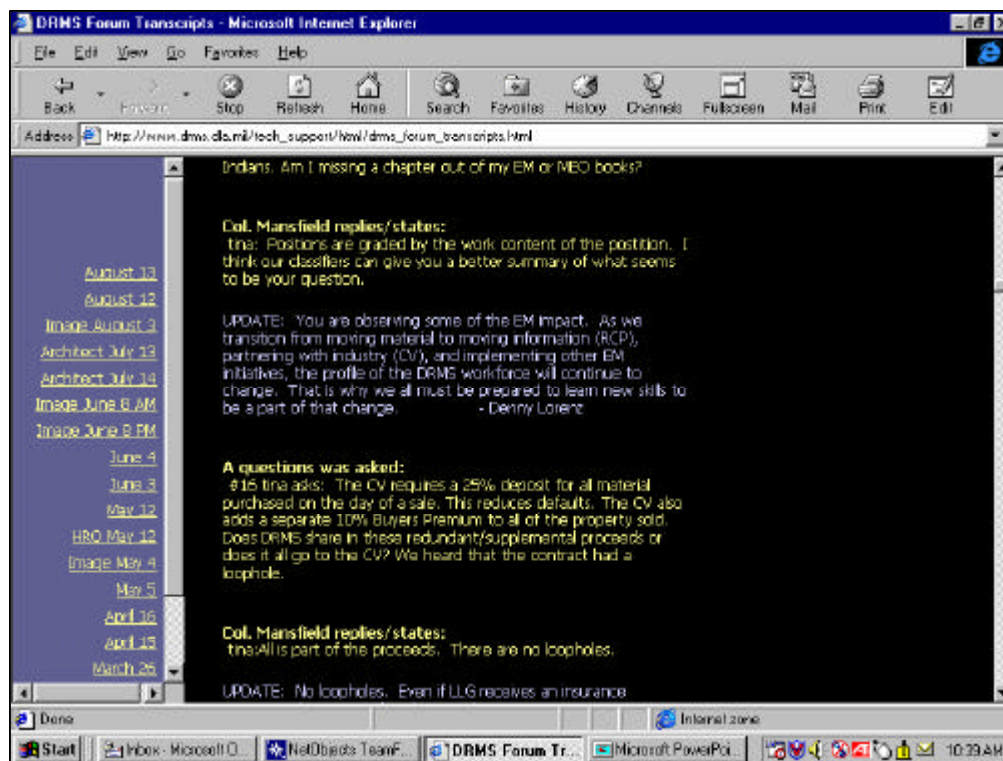 DRMS Forum Transcripts - Microsoft Internet Explorer
File Edit View Go Favorites Help
Back Forward Stop Refresh Home Search Favorites History Channels Fullscreen Mail Print Edit
Address http://www.drms.dla.mil/tech_support/html/drms_forum_transcripts.html
August 13
August 12
Image August 3
Architect July 13
Architect July 14
Image June 8 AM
Image June 8 PM
June 4
June 3
May 12
HRO May 12
Image May 4
May 5
April 16
April 15
March 26
Indians. Am I missing a chapter out of my EM or MEO books?
Col. Mansfield replies/states:
tina: Positions are graded by the work content of the postition. I
think our classifiers can give you a better summary of what seems
to be your question.
UPDATE: You are observing some of the EM impact. As we
transition from moving material to moving information (RCP),
partnering with industry (CV), and implementing other EM
initiatives, the profile of the DRMS workforce will continue to
change. That is why we all must be prepared to learn new skills to
be a part of that change. - Denny Lorenz
A questions was asked:
#16 tina asks: The CV requires a 25% deposit for all material
purchased on the day of a sale. This reduces defaults. The CV also
adds a separate 10% Buyers Premium to all of the property sold.
Does DRMS share in these redundant/supplemental proceeds or
does it all go to the CV? We heard that the contract had a
loophole.
Col. Mansfield replies/states:
tina:All is part of the proceeds. There are no loopholes.
UPDATE: No loopholes. Even if LLG receives an insurance
Done
Internet zone
Start
Inbox - Microsoft O...
NetObjects TeamF...
DRMS Forum Tr...
Microsoft PowerPoi...
10:39 AM